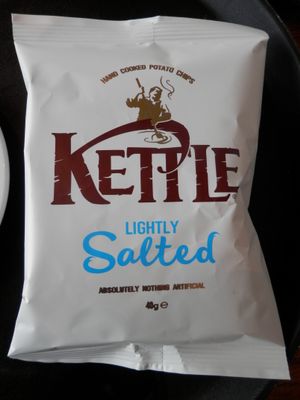 HAND COOKED POTATO CHIPS
KETTLE
LIGHTLY
Salted
ABSOLUTELY NOTHING ARTIFICIAL
40g ℮